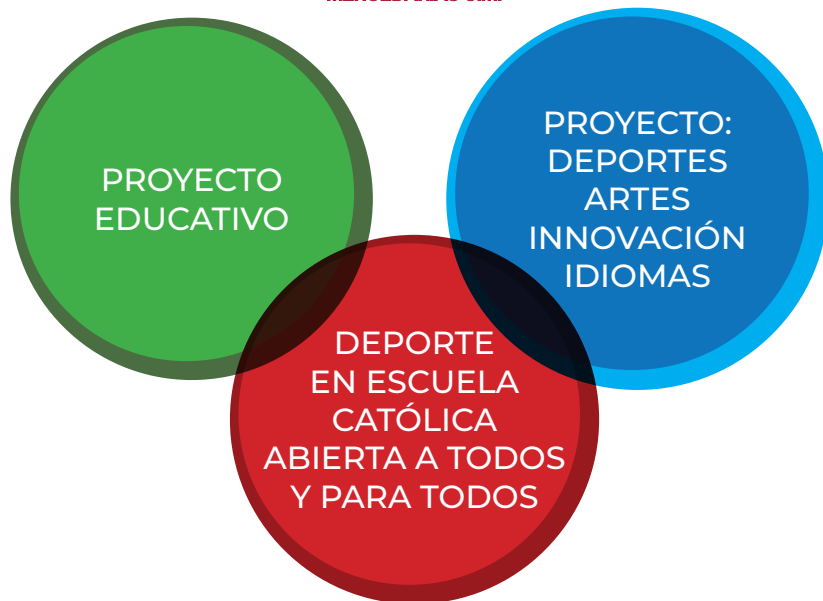 PROYECTO
EDUCATIVO
PROYECTO:
DEPORTES
ARTES
INNOVACIÓN
IDIOMAS
DEPORTE
EN ESCUELA
CATÓLICA
ABIERTA A TODOS
Y PARA TODOS